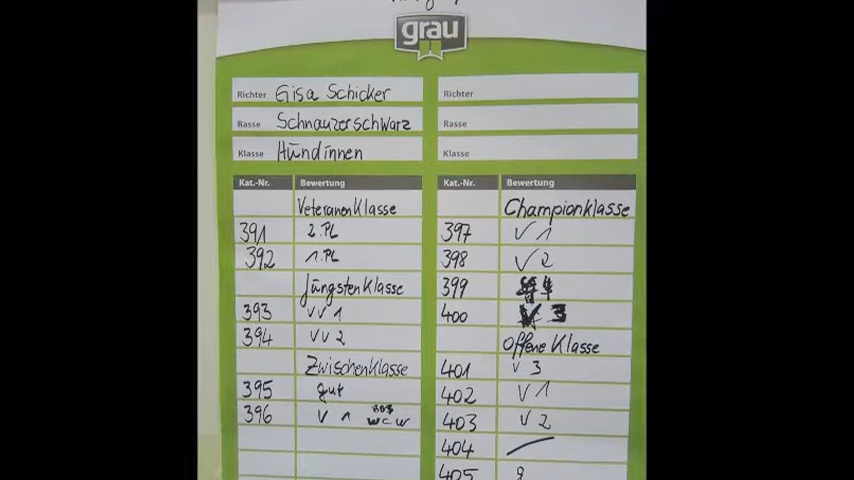 grau
Richter Gisa Schicker
Rasse Schnauzer schwarz
Klasse Hündinnen
Kat.-Nr. Bewertung
Veteranenklasse
391 2.PL
392 1.PL
Jüngstenklasse
393 vv 1
394 vv 2
Zwischenklasse
395 gut
396 V 1 BOS
WCW
Richter
Rasse
Klasse
Kat.-Nr. Bewertung
Championklasse
397 V 1
398 V 2
399 4
400 V 3
Offene Klasse
401 V 3
402 V 1
403 V 2
404
405 g